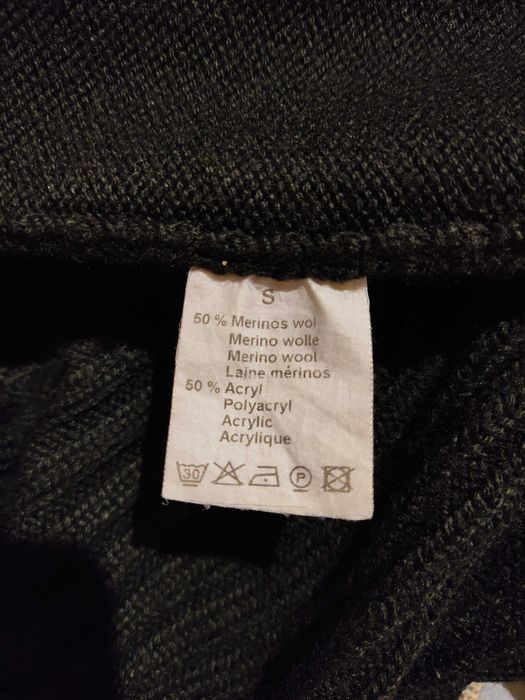 S
50 % Merinos wol
Merino wolle
Merino wool
Laine mérinos
50 % Acryl
Polyacryl
Acrylic
Acrylique
30 P